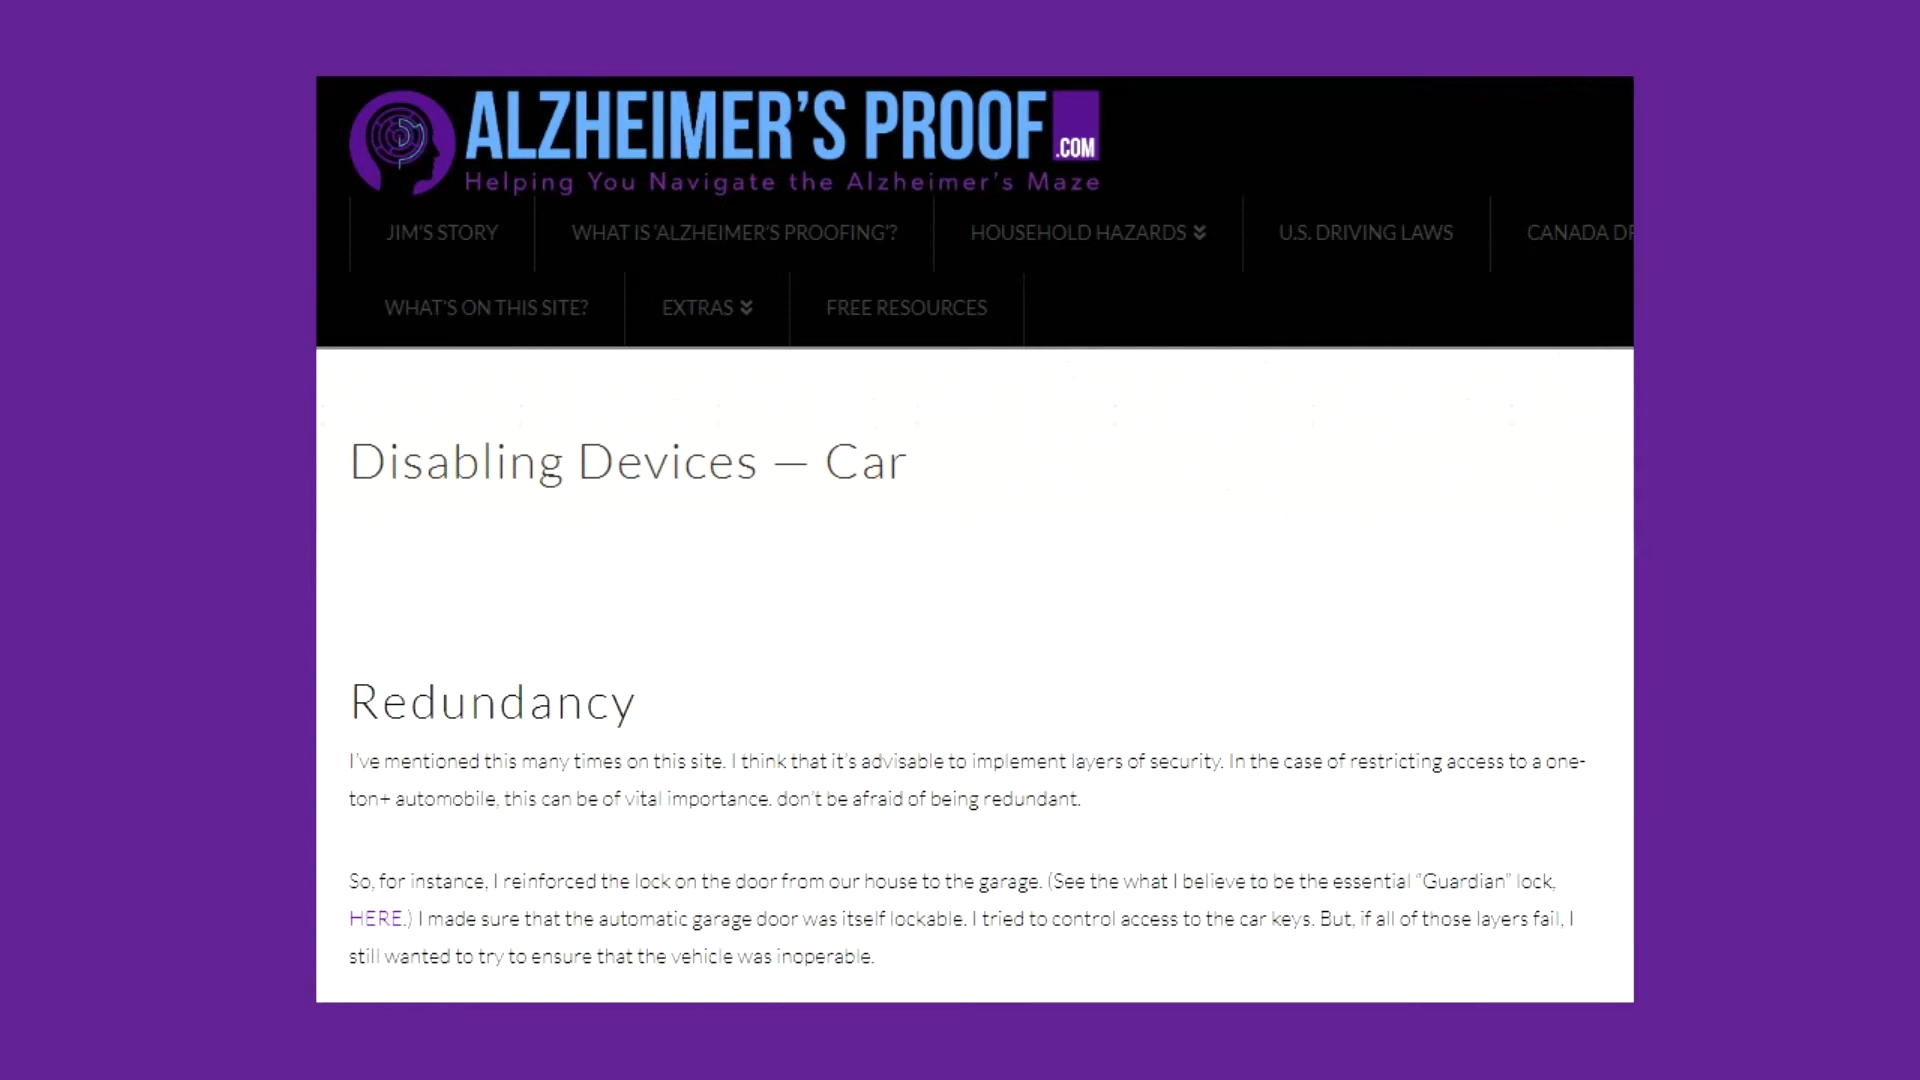 ALZHEIMER'S PROOF .COM
Helping You Navigate the Alzheimer's Maze
JIM'S STORY WHAT IS 'ALZHEIMER'S PROOFING'? HOUSEHOLD HAZARDS U.S. DRIVING LAWS CANADA
WHAT'S ON THIS SITE? EXTRAS FREE RESOURCES
Disabling Devices — Car
Redundancy
I've mentioned this many times on this site. I think that it's advisable to implement layers of security. In the case of restricting access to a one-
ton+ automobile, this can be of vital importance. don't be afraid of being redundant.
So, for instance, I reinforced the lock on the door from our house to the garage. (See the what I believe to be the essential “Guardian” lock,
HERE.) I made sure that the automatic garage door was itself lockable. I tried to control access to the car keys. But, if all of those layers fail, I
still wanted to try to ensure that the vehicle was inoperable.